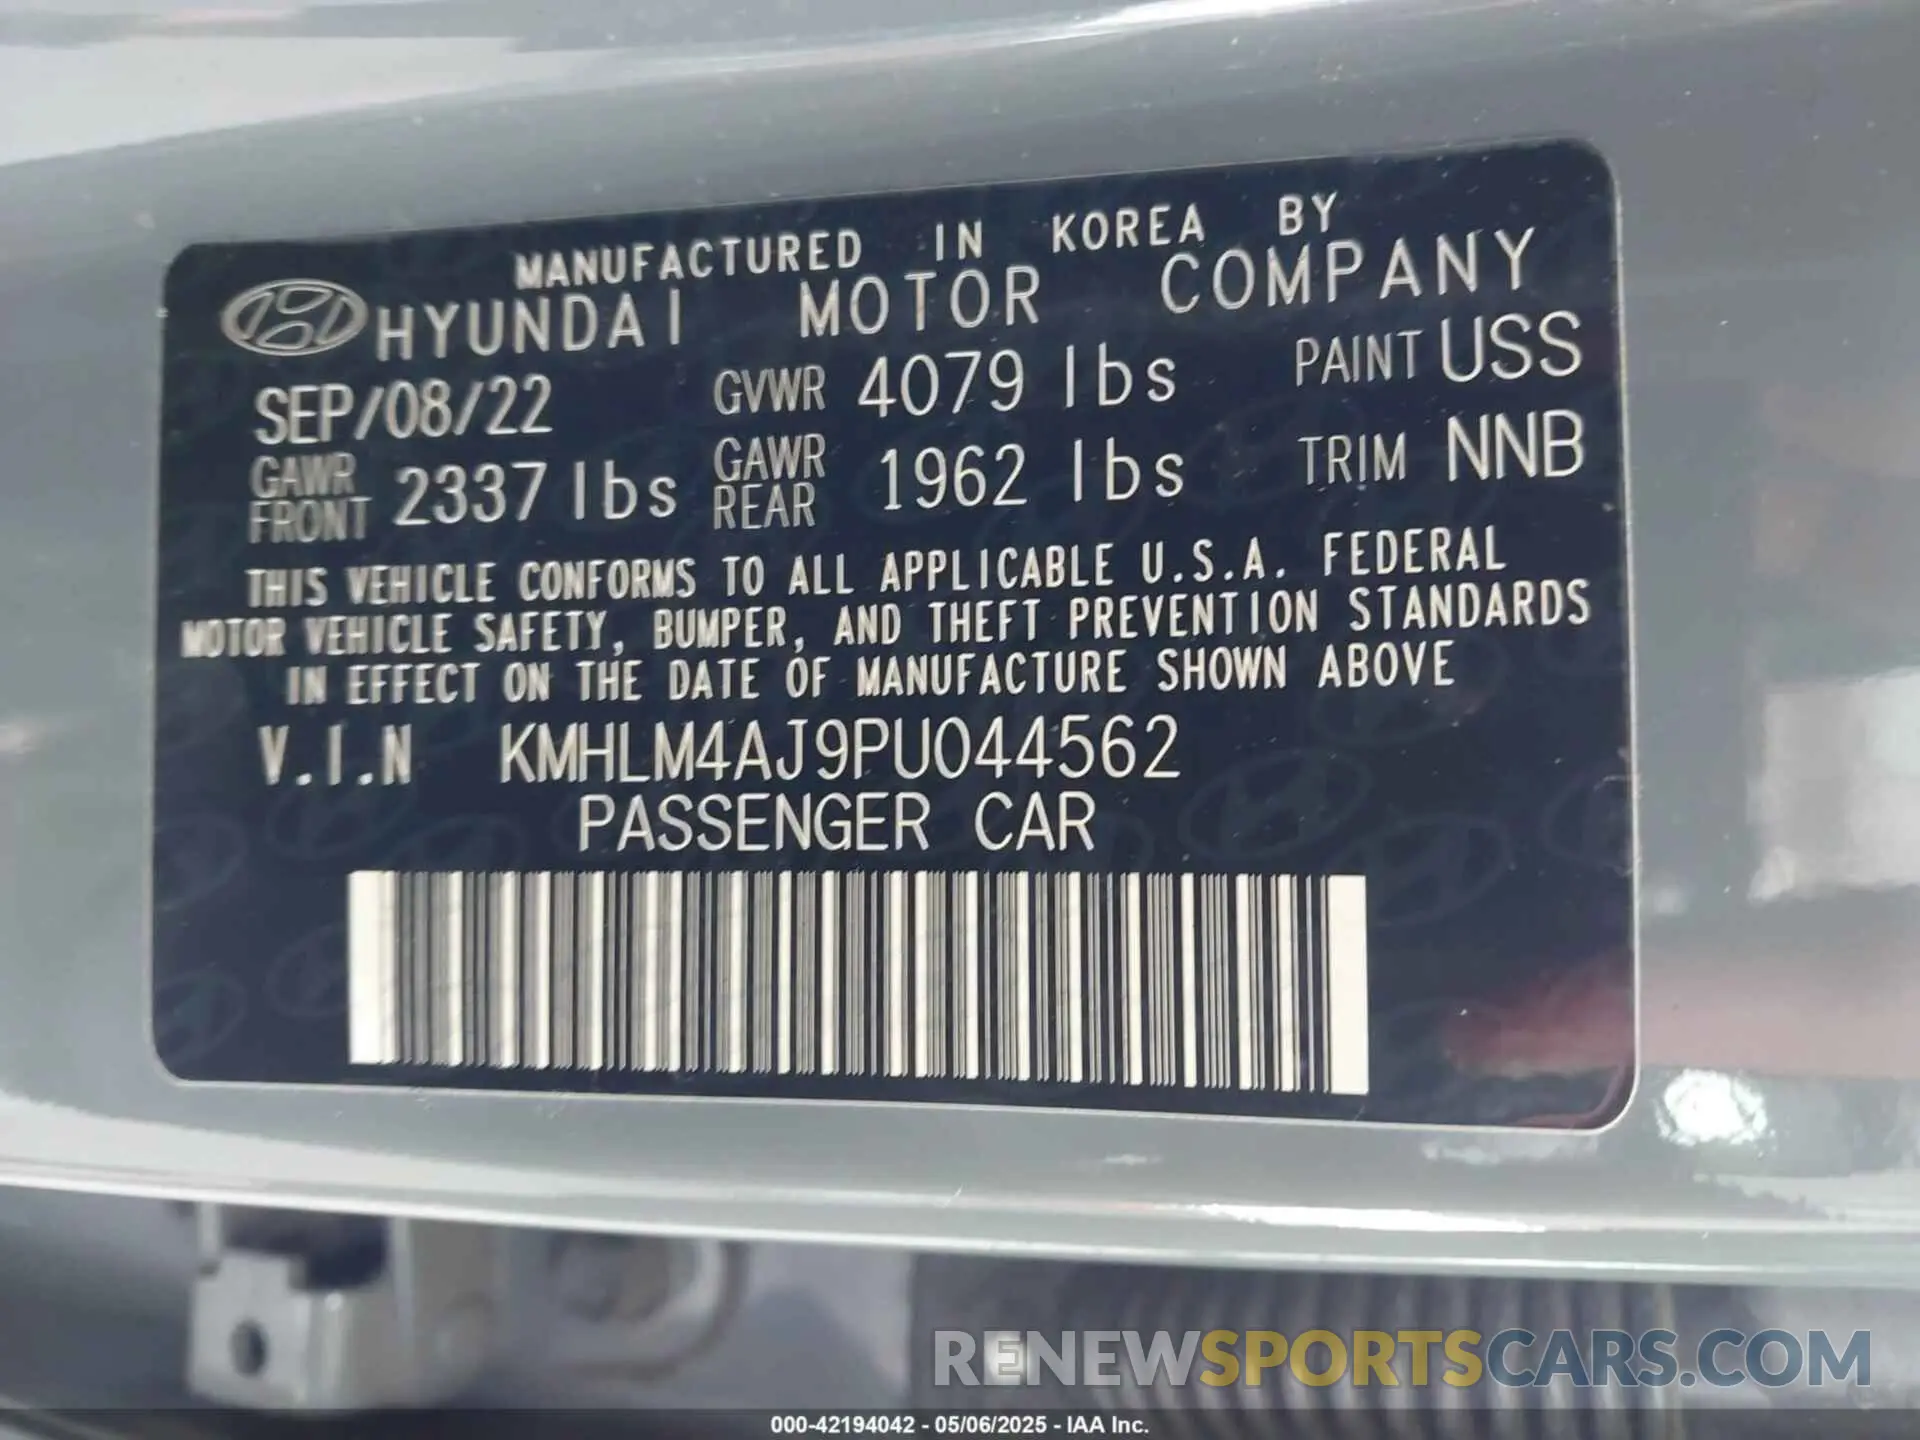 MANUFACTURED IN KOREA BY
HYUNDAI MOTOR COMPANY
SEP/08/22 GVWR 4079 lbs PAINT USS
GAWR FRONT 2337 lbs GAWR REAR 1962 lbs TRIM NNB
THIS VEHICLE CONFORMS TO ALL APPLICABLE U.S.A. FEDERAL
MOTOR VEHICLE SAFETY, BUMPER, AND THEFT PREVENTION STANDARDS
IN EFFECT ON THE DATE OF MANUFACTURE SHOWN ABOVE
V.I.N KMHLM4AJ9PU044562
PASSENGER CAR
RENEWSPORTSCARS.COM
000-42194042 - 05/06/2025 - IAA Inc.